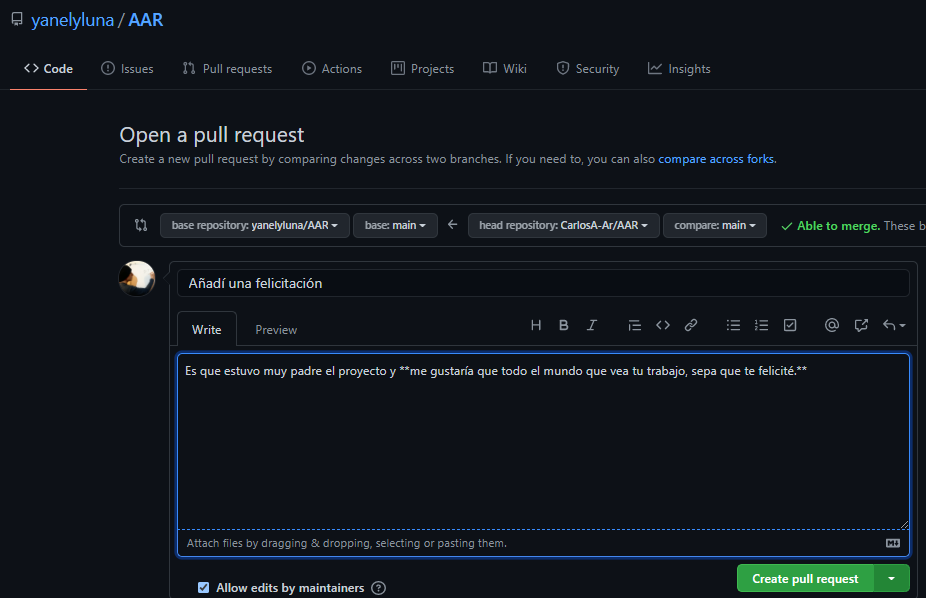 yanelyluna / AAR
Code Issues Pull requests Actions Projects Wiki Security Insights
Open a pull request
Create a new pull request by comparing changes across two branches. If you need to, you can also compare across forks.
base repository: yanelyluna/AAR base: main head repository: CarlosA-Ar/AAR compare: main Able to merge. These b
Añadí una felicitación
Write Preview H B I
Es que estuvo muy padre el proyecto y **me gustaría que todo el mundo que vea tu trabajo, sepa que te felicité.**
Attach files by dragging & dropping, selecting or pasting them.
Allow edits by maintainers Create pull request